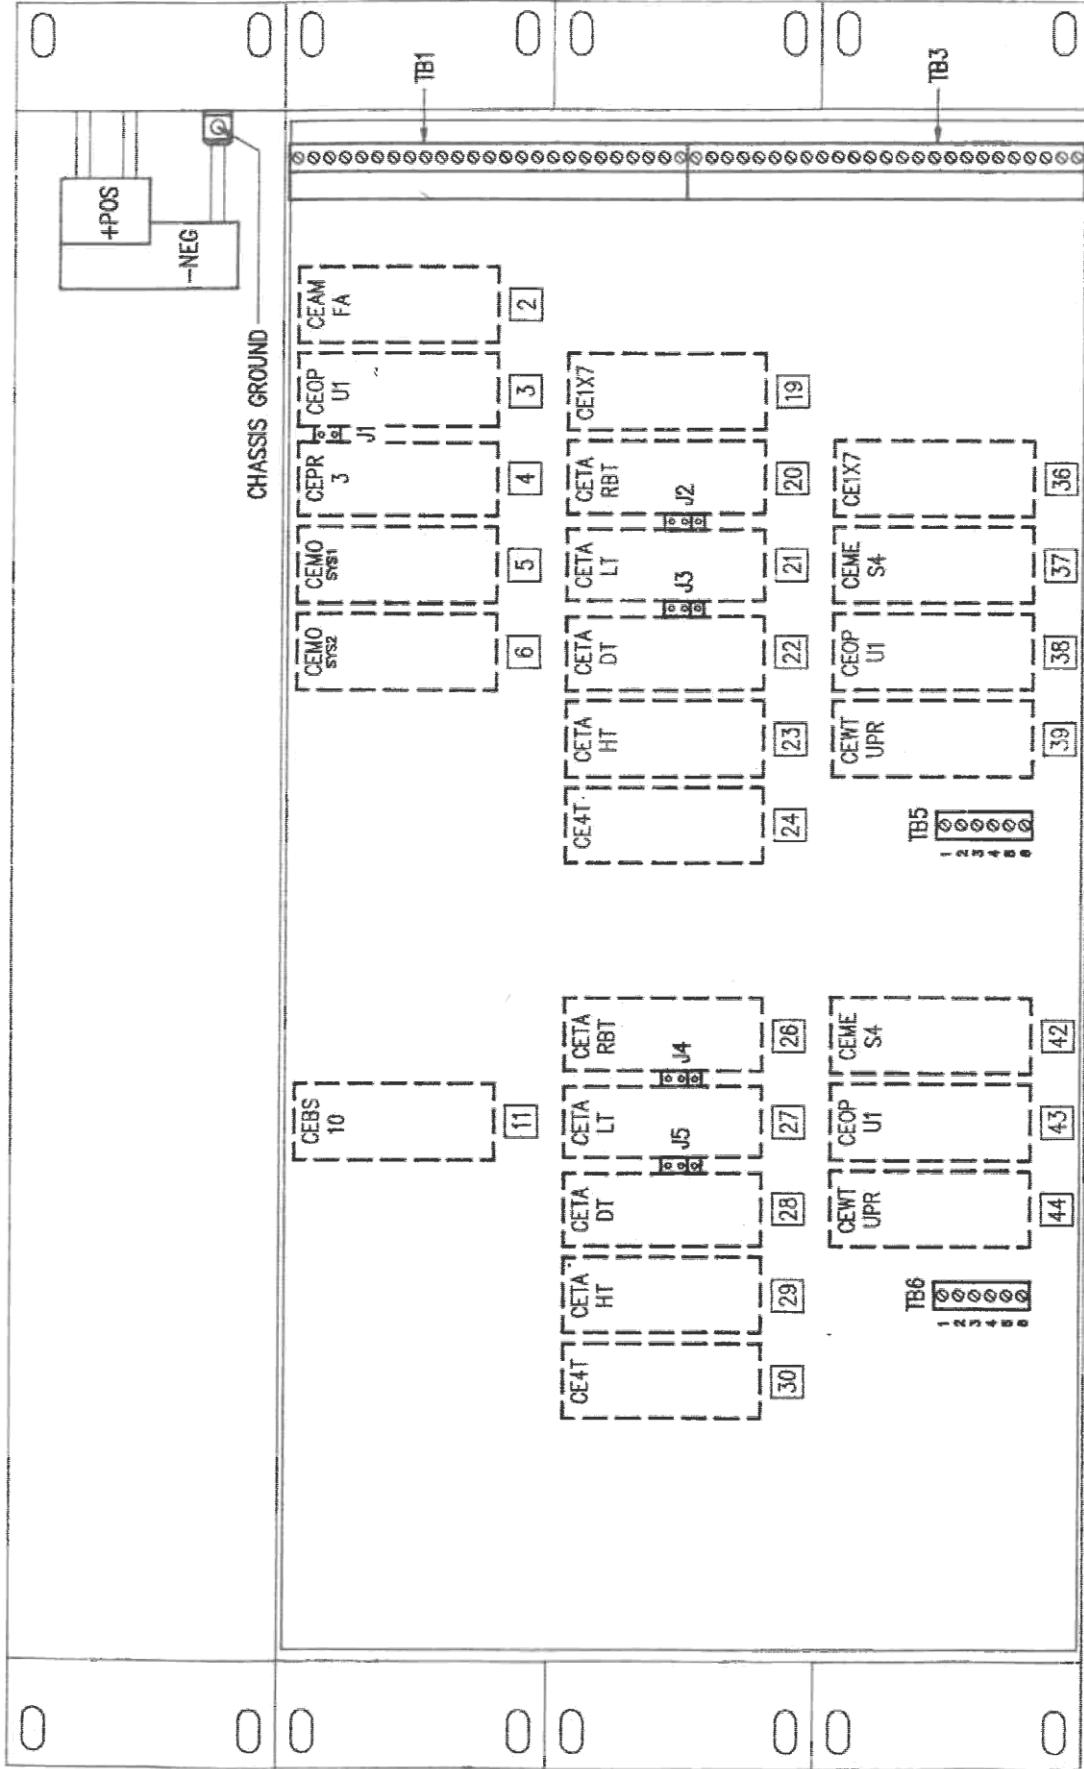 +POS
-NEG
CHASSIS GROUND
TB1
TB3
CEBS
10
11
CEMO
SYS2
6
CEMO
SYS1
5
CEPR
3
4
J1
CEOP
U1
3
CEAM
FA
2
CE4T
30
CETA
HT
29
CETA
DT
28
J5
CETA
LT
27
J4
CETA
RBT
26
CE4T
24
CETA
HT
23
CETA
DT
22
J3
CETA
LT
21
J2
CETA
RBT
20
CE1X7
19
TB6
1
2
3
4
5
6
CEWT
UPR
44
CEOP
U1
43
CEME
S4
42
TB5
1
2
3
4
5
6
CEWT
UPR
39
CEOP
U1
38
CEME
S4
37
CE1X7
36